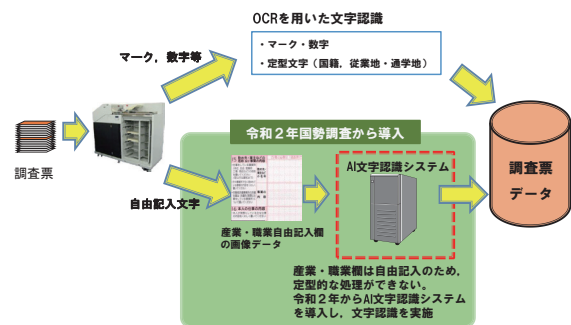 OCRを用いた文字認識
・マーク・数字
・定型文字（国籍，従業地・通学地）
マーク，数字等
調査票
自由記入文字
令和２年国勢調査から導入
産業・職業自由記入欄
の画像データ
AI文字認識システム
調査票
データ
産業・職業欄は自由記入のため，
定型的な処理ができない。
令和２年からAI文字認識システム
を導入し，文字認識を実施